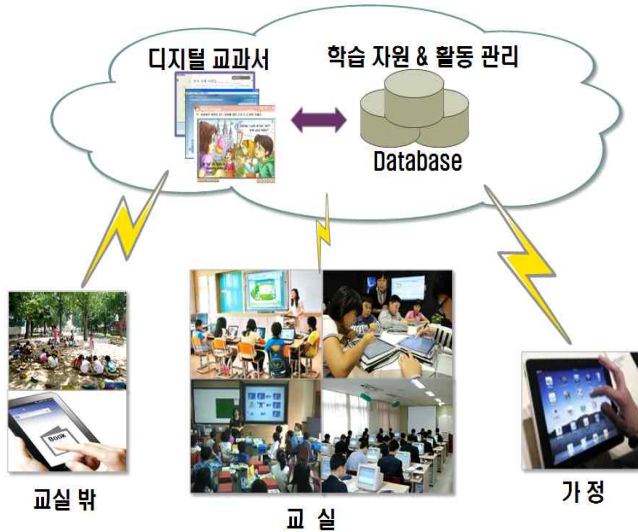 디지털 교과서
학습 자원 & 활동 관리
Database
Book
교실 밖
교 실
가 정